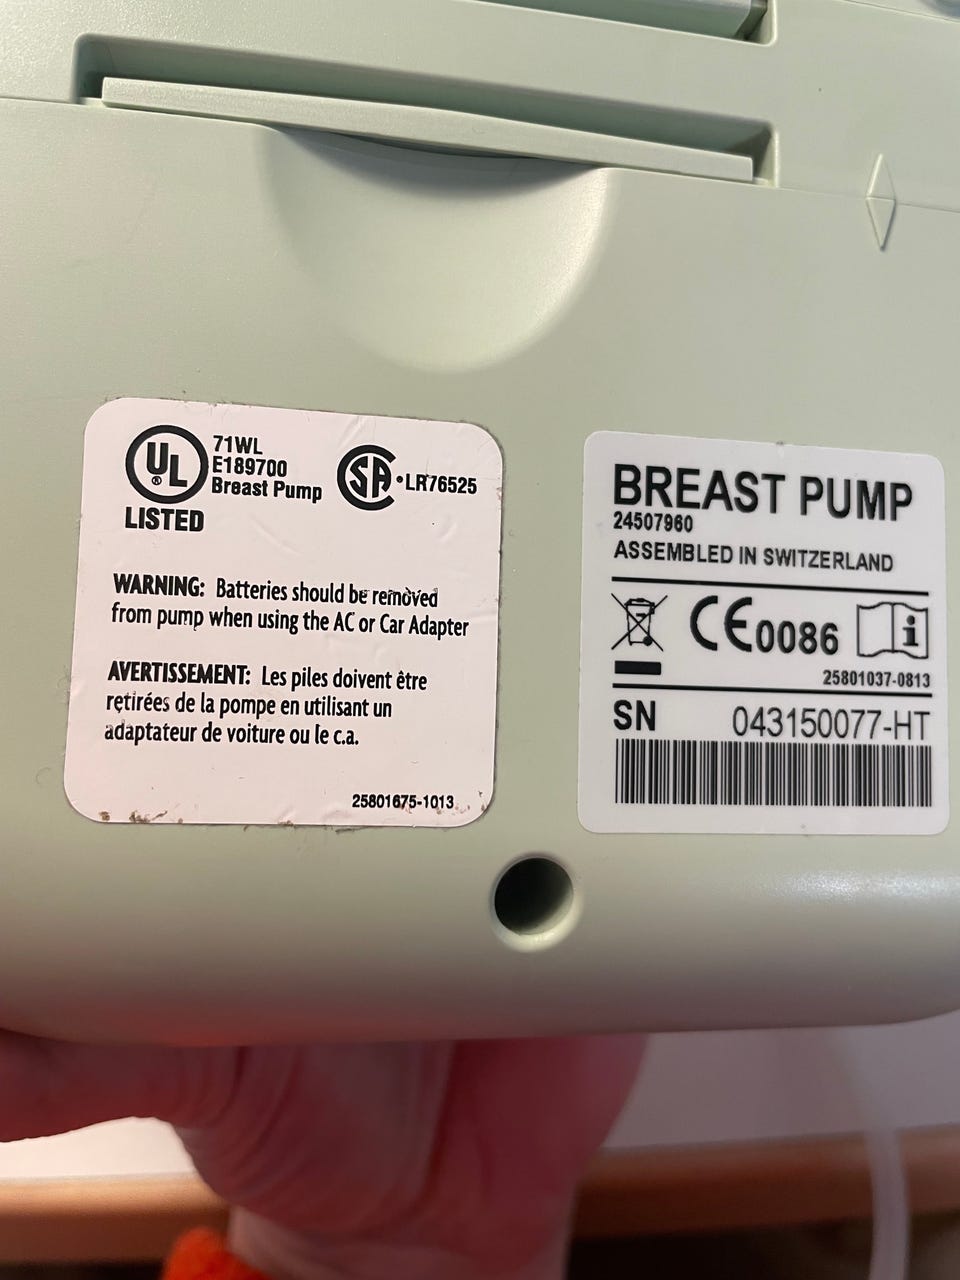 UL
®
LISTED
71WL
E189700
Breast Pump
SA •LR76525
WARNING: Batteries should be removed
from pump when using the AC or Car Adapter
AVERTISSEMENT: Les piles doivent être
retirées de la pompe en utilisant un
adaptateur de voiture ou le c.a.
25801675-1013
BREAST PUMP
24507960
ASSEMBLED IN SWITZERLAND
CE0086
i
25801037-0813
SN 043150077-HT